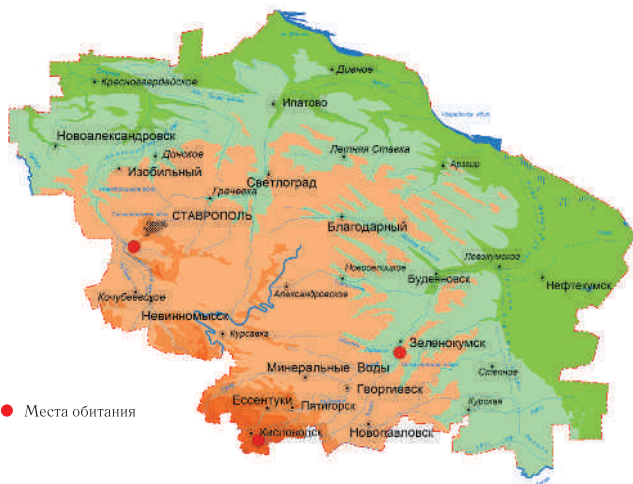 Дивное
Красногвардейское
Ипатово
Новоалександровск
Донское
Летняя Ставка
Изобильный
Арзгир
Светлоград
Грачевка
СТАВРОПОЛЬ
Благодарный
Левокумское
Новоселицкое
Буденновск
Нефтекумск
Александровское
Кочубеевское
Невинномысск
Курсавка
Зеленокумск
Минеральные Воды
Степное
Георгиевск
Ессентуки
Пятигорск
Курская
Места обитания
Кисловодск
Новопавловск